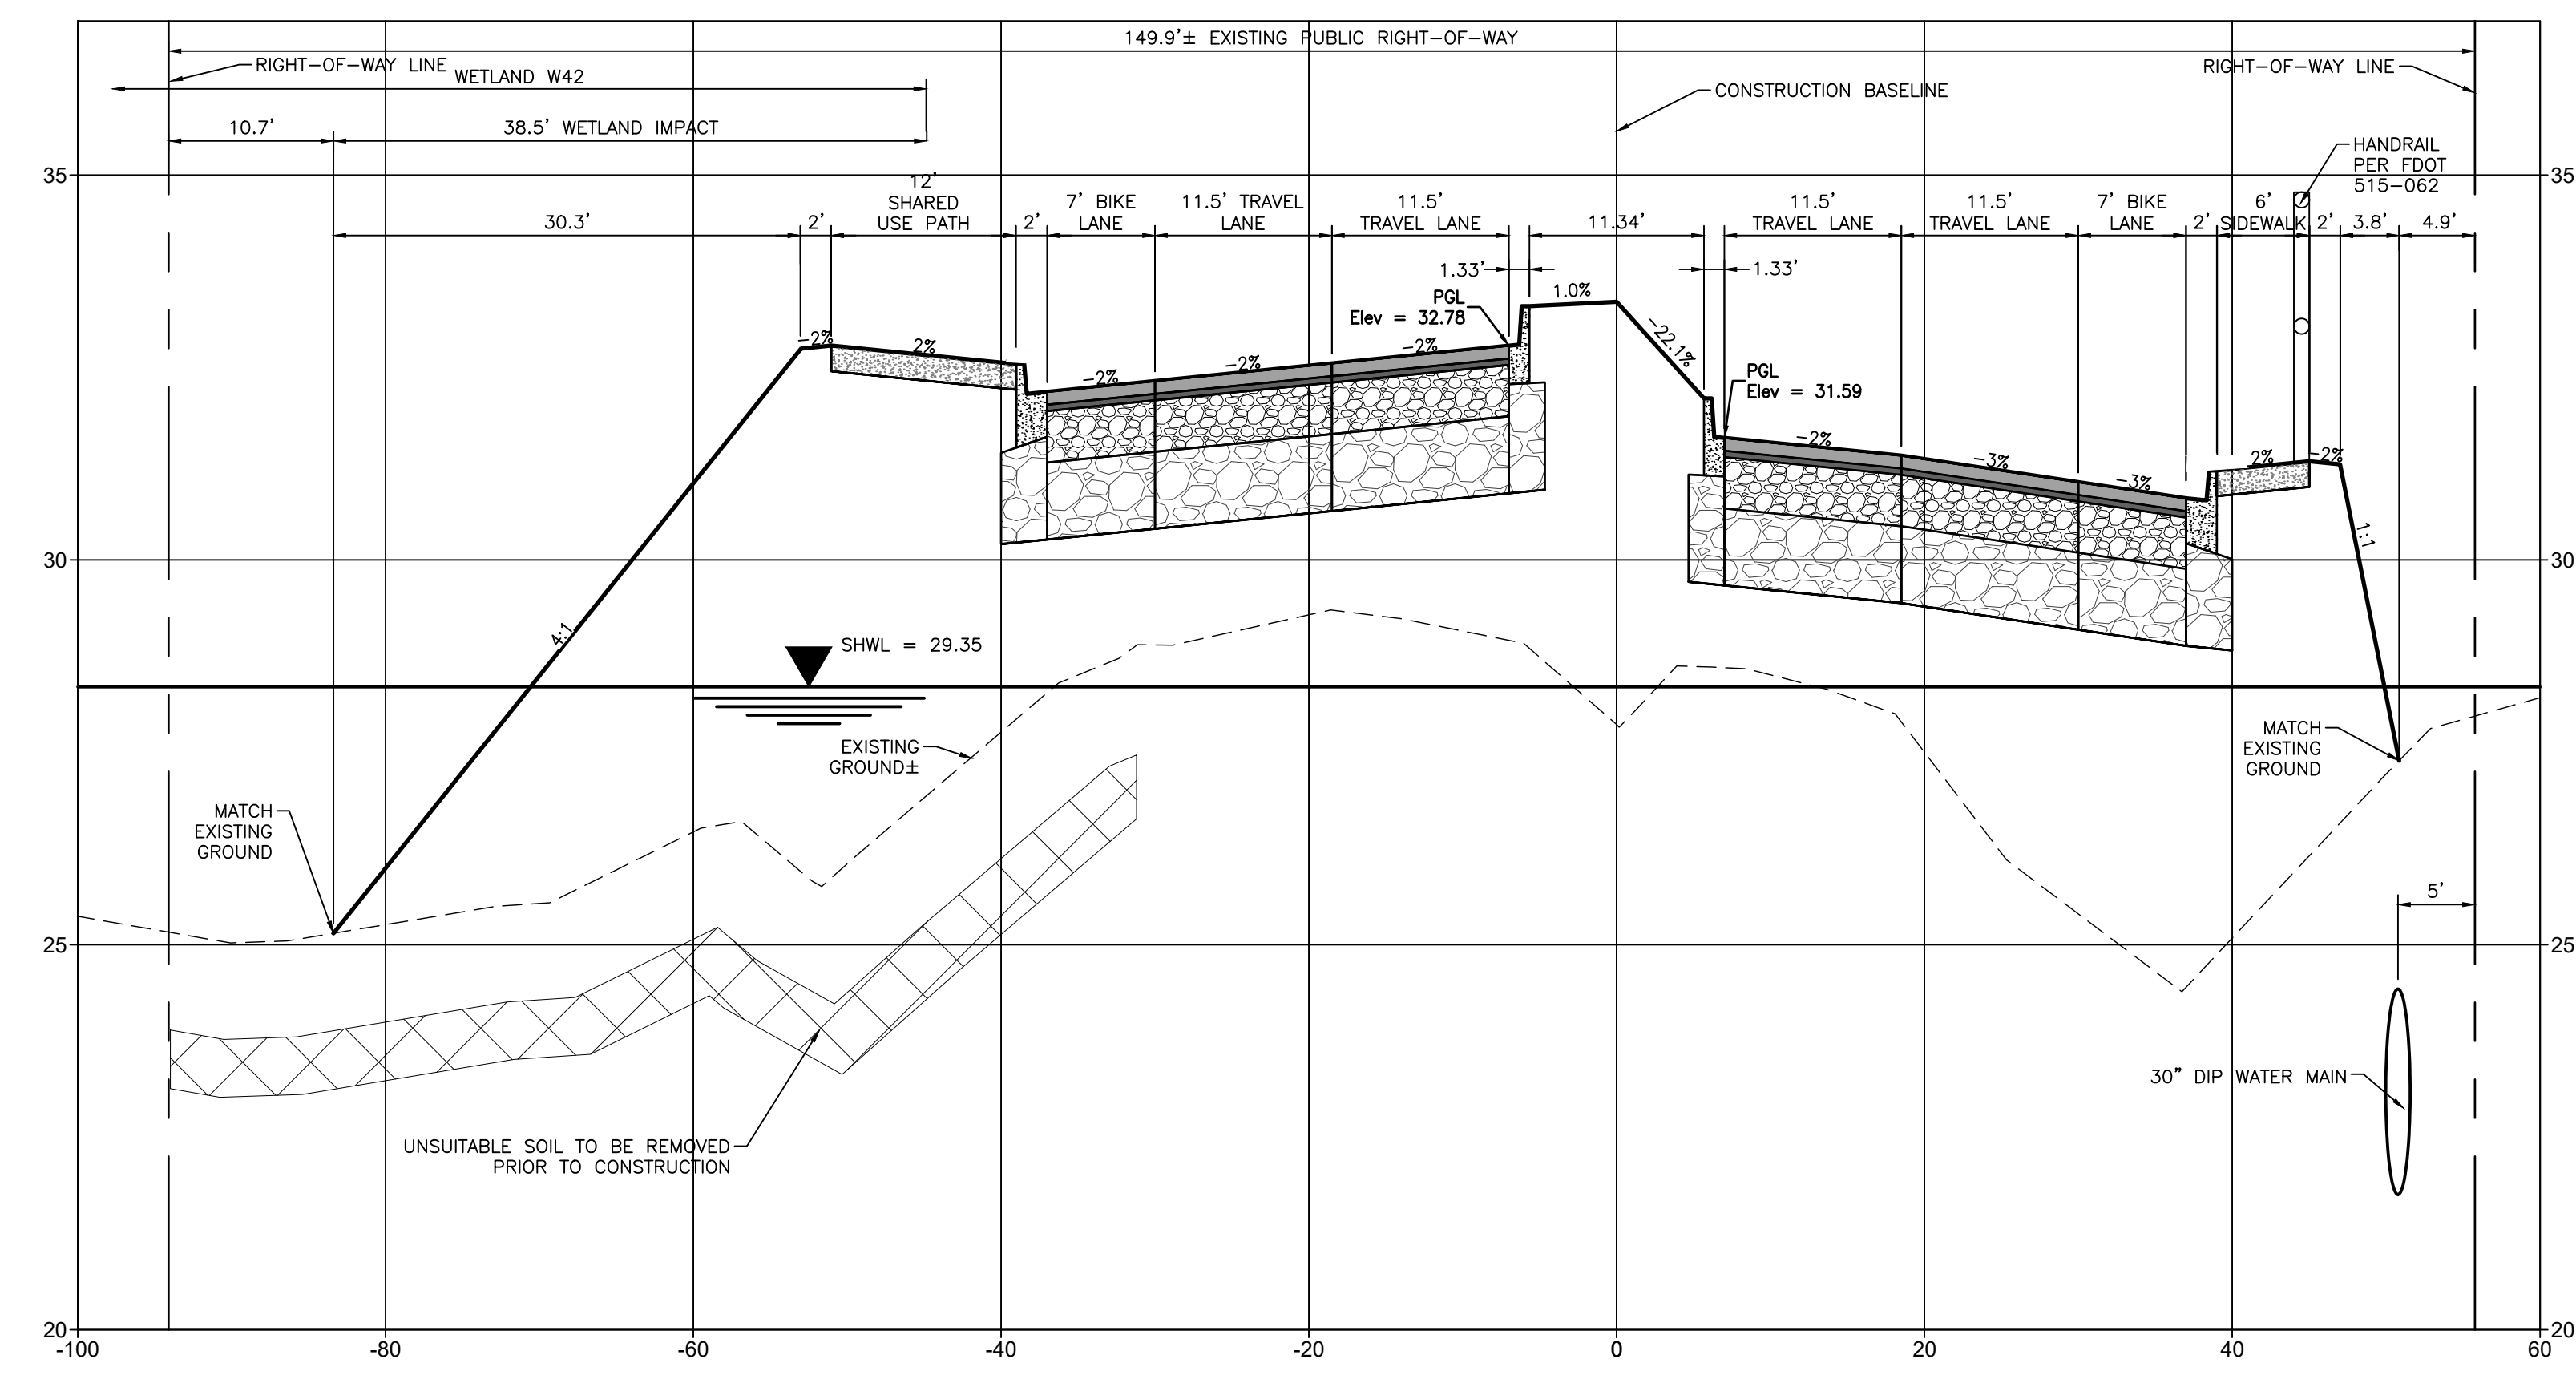 149.9'± EXISTING PUBLIC RIGHT-OF-WAY
RIGHT-OF-WAY LINE
WETLAND W42
RIGHT-OF-WAY LINE
CONSTRUCTION BASELINE
10.7'
38.5' WETLAND IMPACT
HANDRAIL
PER FDOT
515-062
35
35
30.3'
2'
12'
SHARED
USE PATH
2'
7' BIKE
LANE
11.5' TRAVEL
LANE
11.5'
TRAVEL LANE
11.34'
11.5'
TRAVEL LANE
11.5'
TRAVEL LANE
7' BIKE
LANE
2'
6'
SIDEWALK
2'
3.8'
4.9'
1.33'
1.33'
PGL
Elev = 32.78
1.0%
-22.1%
PGL
Elev = 31.59
-2%
2%
-2%
-2%
-2%
-2%
-3%
-3%
2%
-2%
1:1
4:1
30
30
SHWL = 29.35
EXISTING
GROUND±
MATCH
EXISTING
GROUND
MATCH
EXISTING
GROUND
5'
25
25
30" DIP WATER MAIN
UNSUITABLE SOIL TO BE REMOVED
PRIOR TO CONSTRUCTION
20
20
-100
-80
-60
-40
-20
0
20
40
60